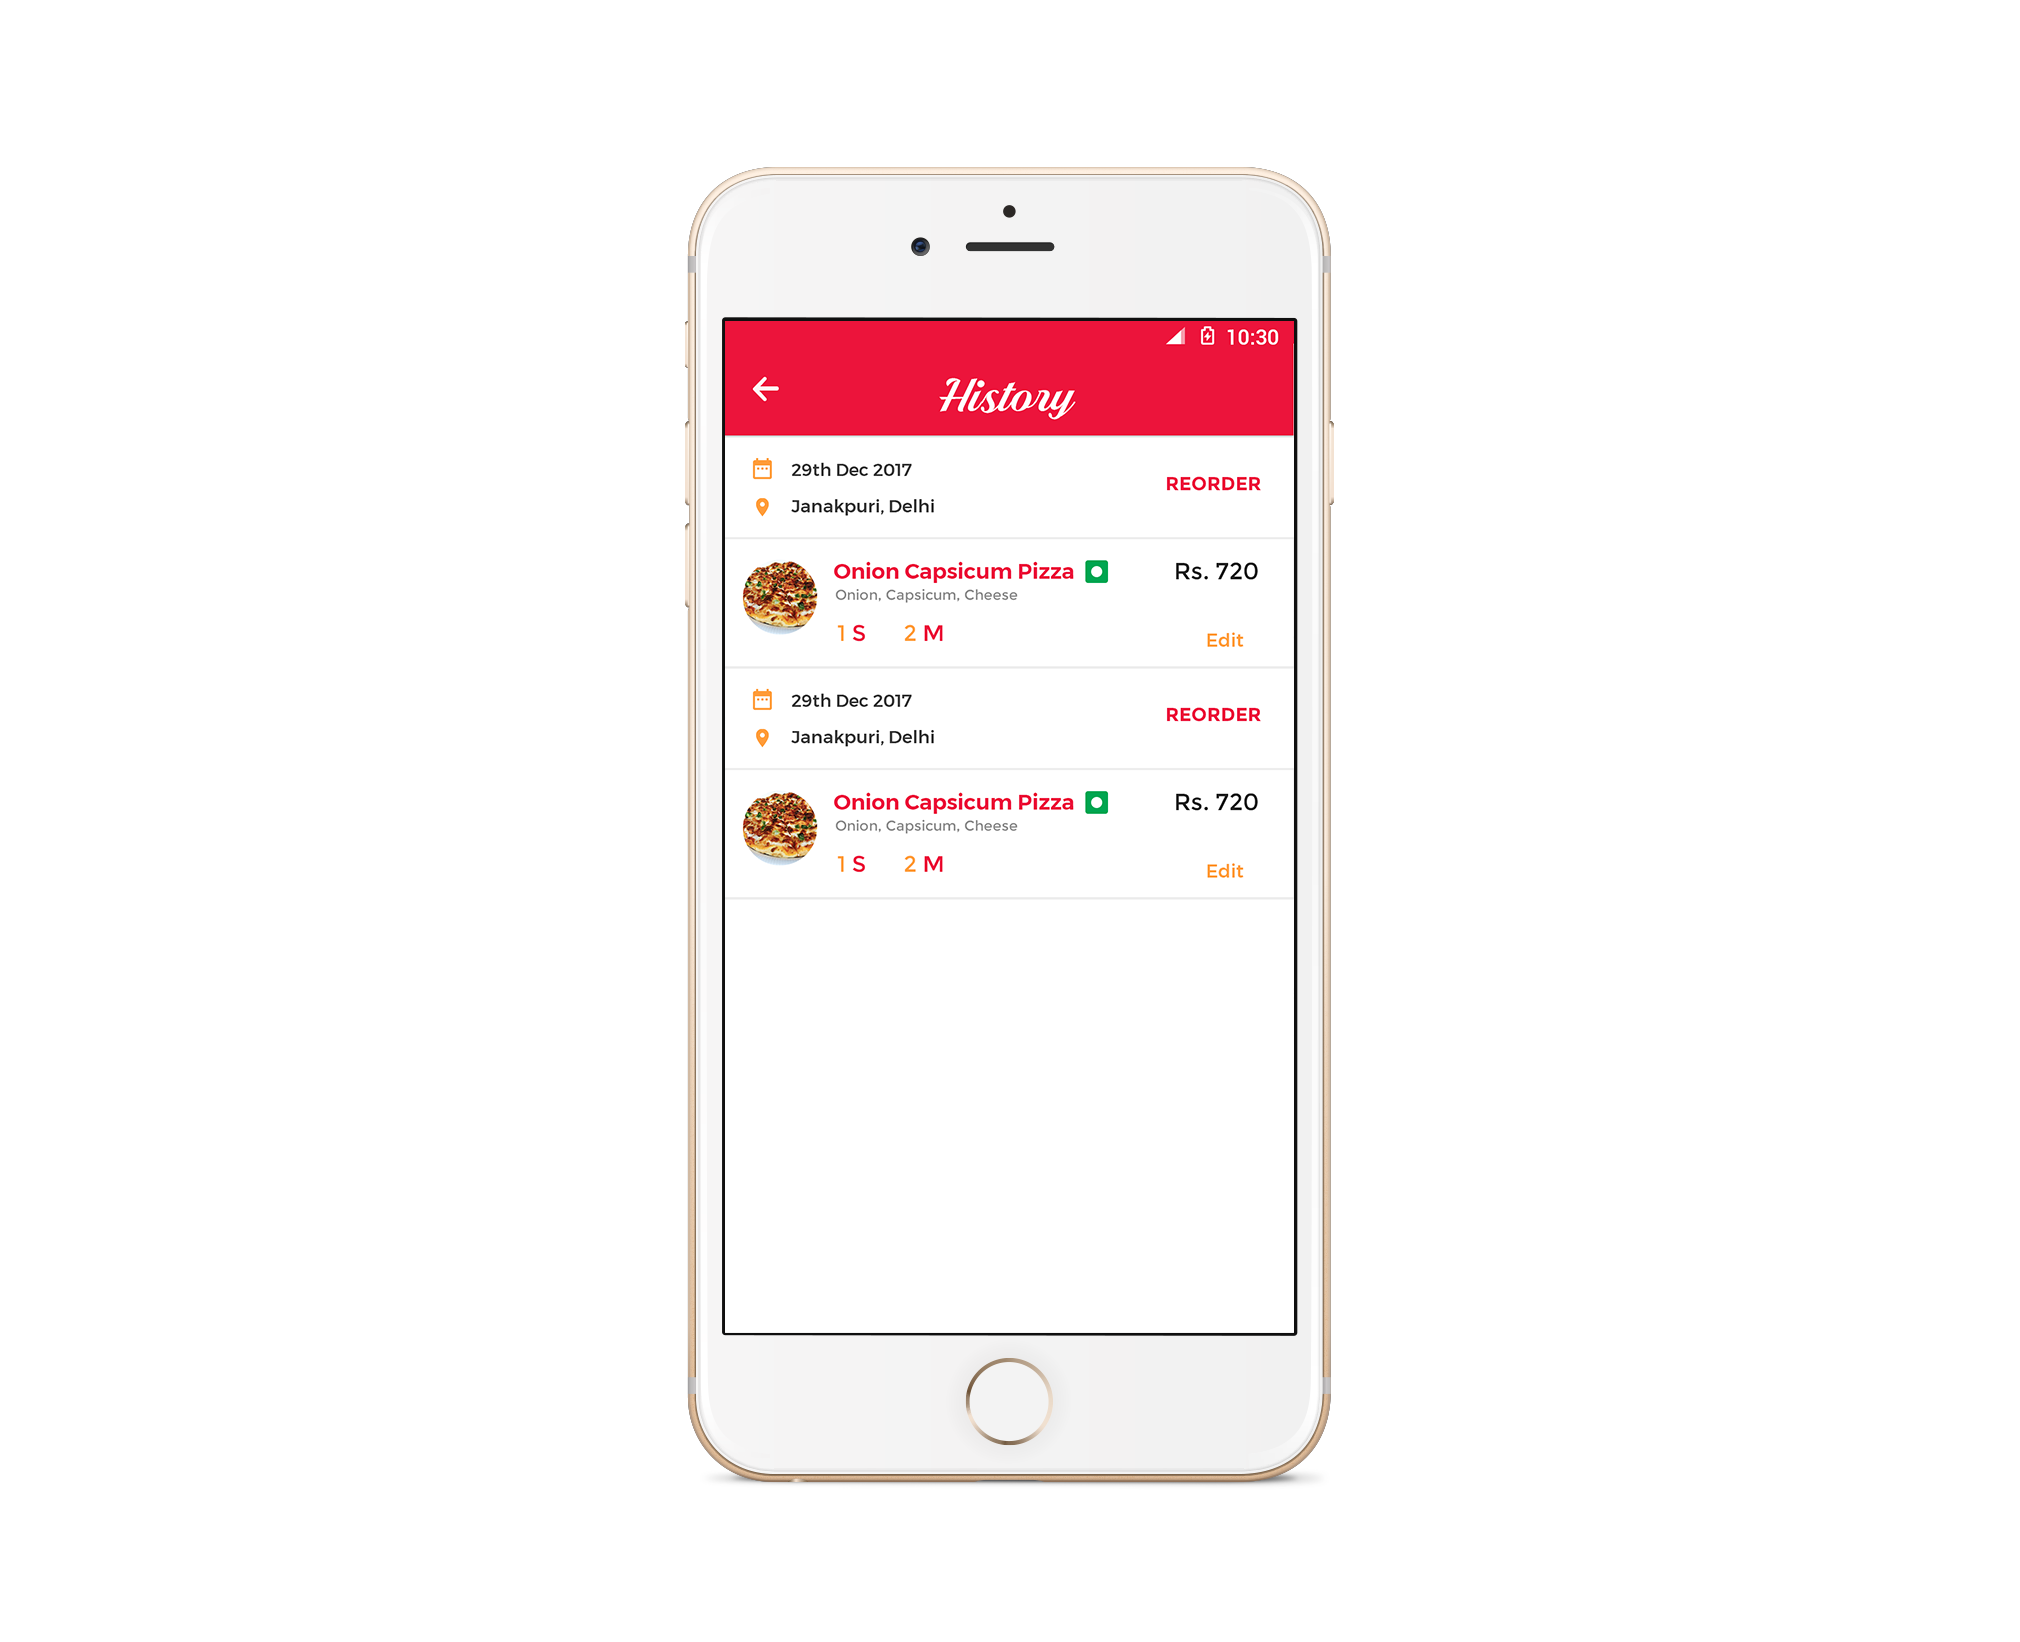 10:30
History
29th Dec 2017
REORDER
Janakpuri, Delhi
Onion Capsicum Pizza
Rs. 720
Onion, Capsicum, Cheese
1 S 2 M
Edit
29th Dec 2017
REORDER
Janakpuri, Delhi
Onion Capsicum Pizza
Rs. 720
Onion, Capsicum, Cheese
1 S 2 M
Edit